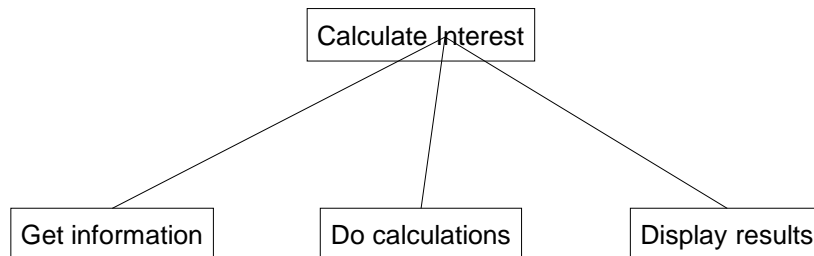 Calculate Interest
Get information
Do calculations
Display results